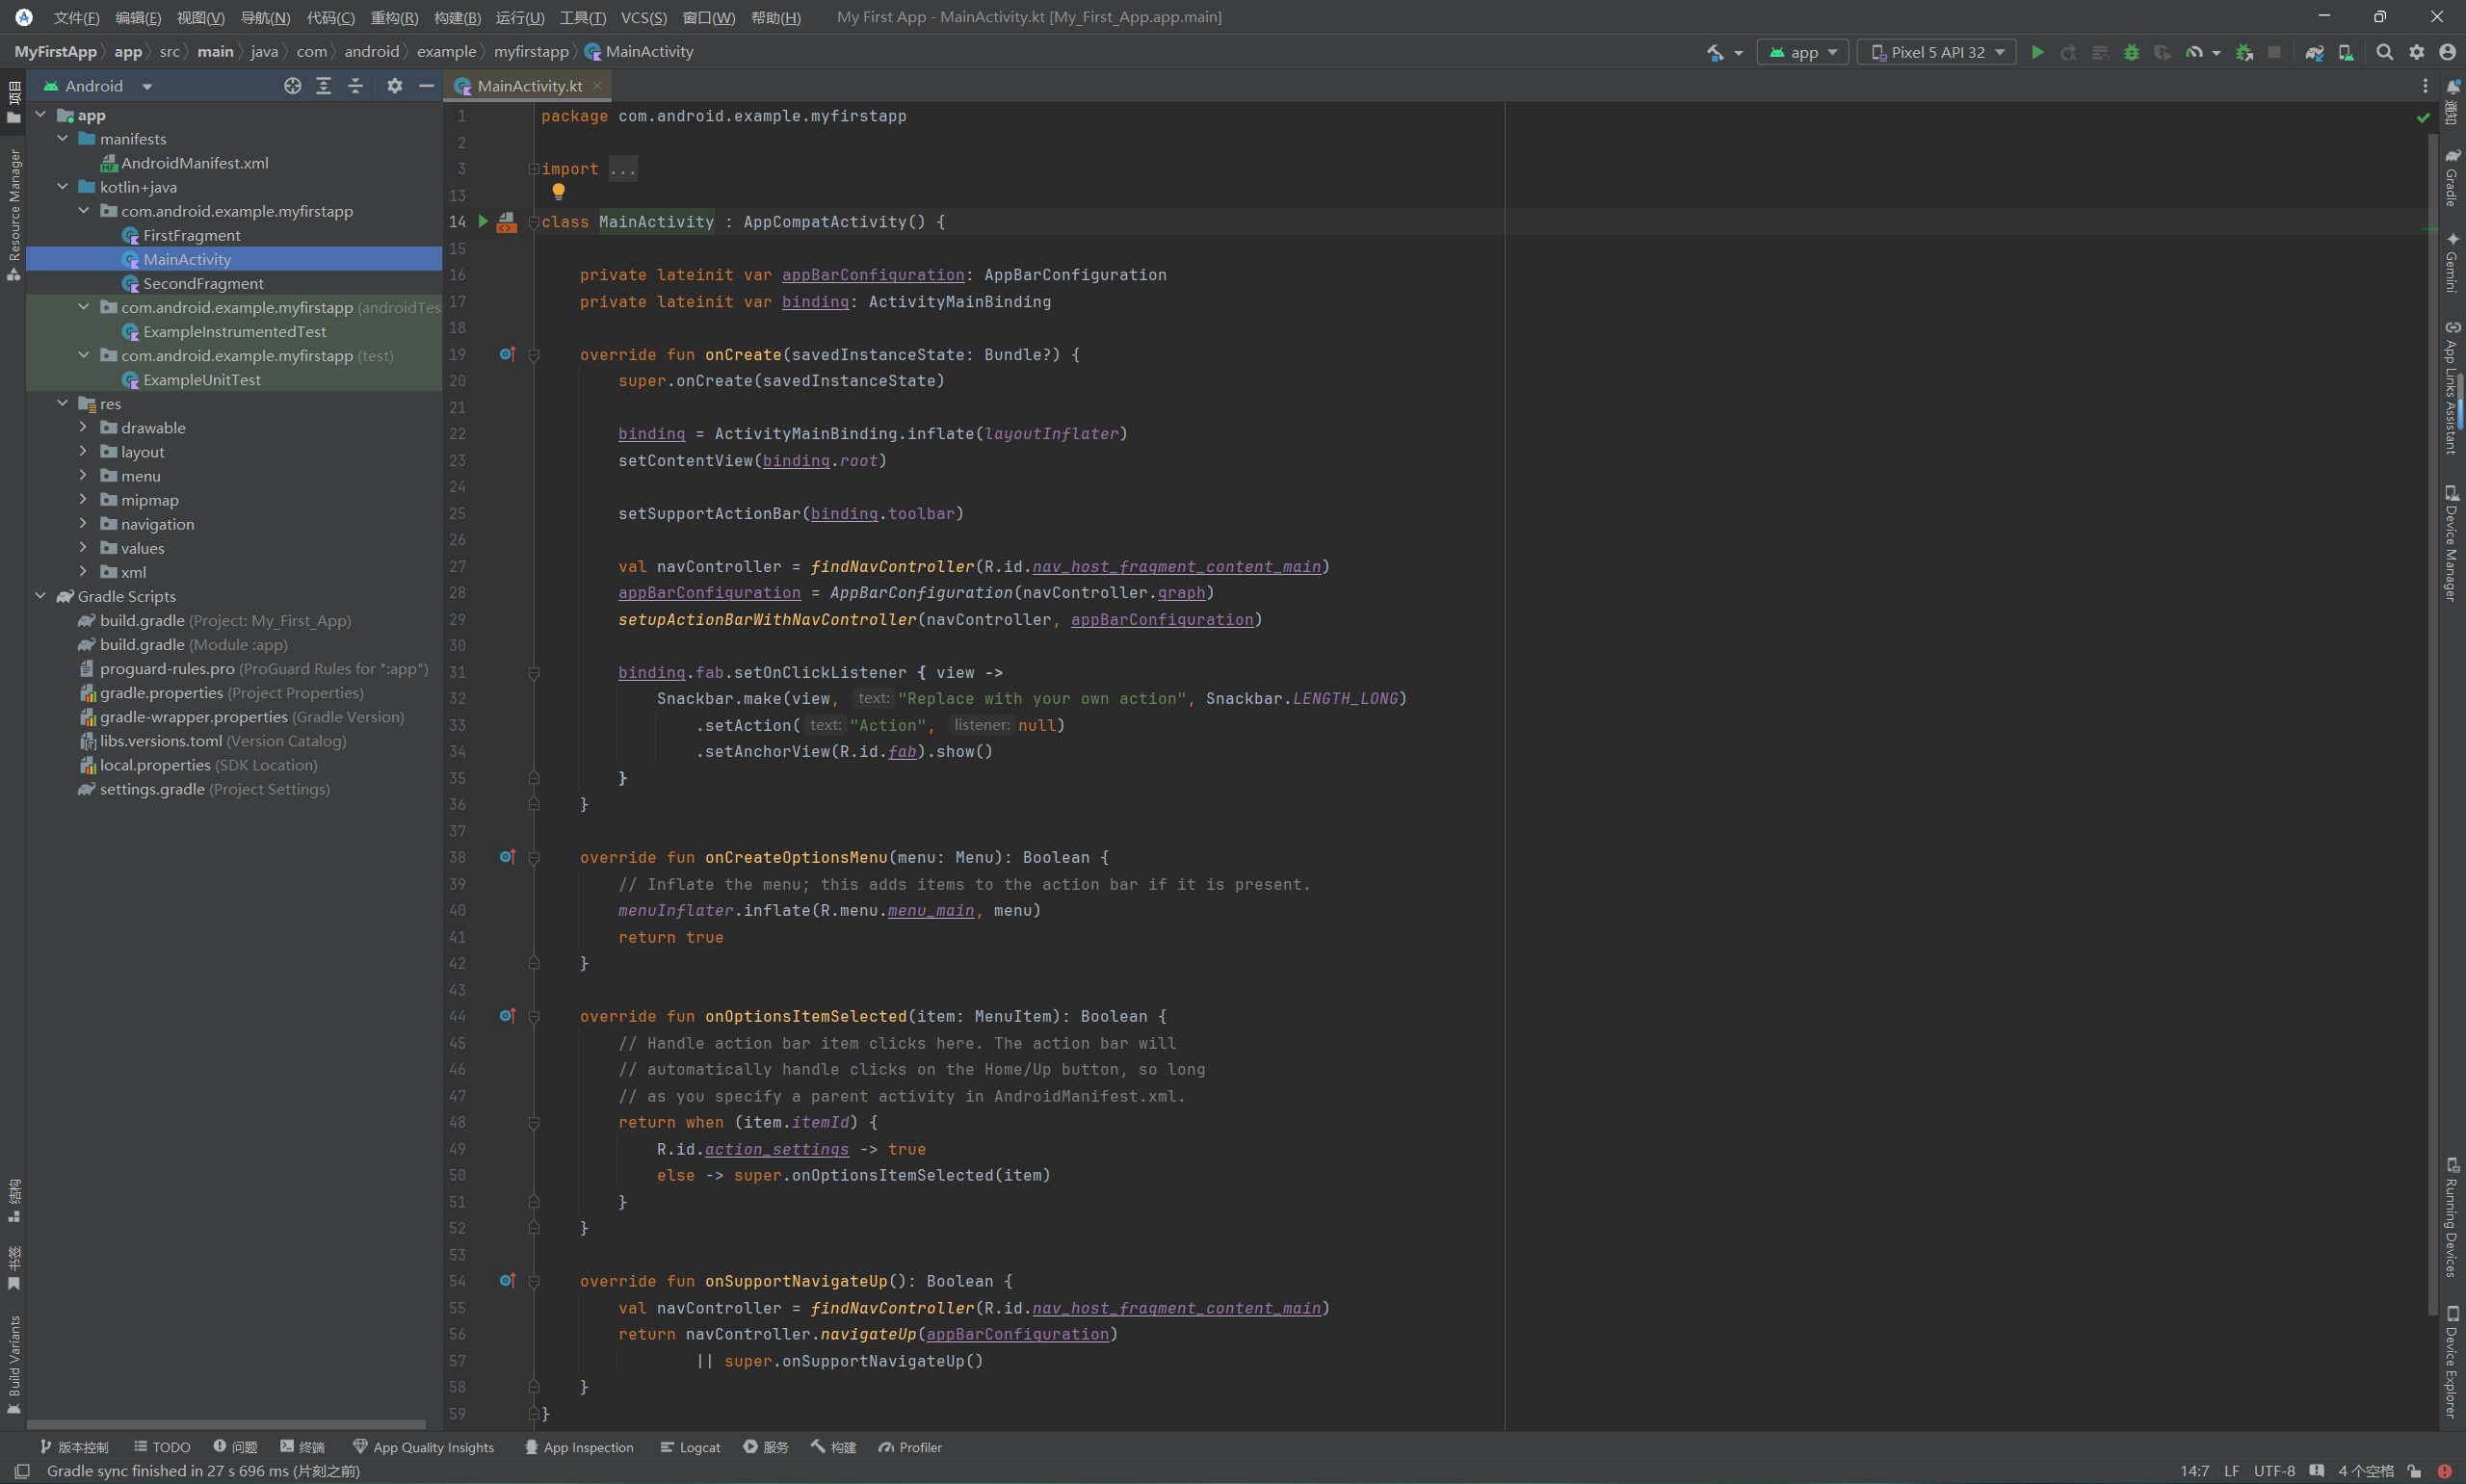 文件(F) 编辑(E) 视图(V) 导航(N) 代码(C) 重构(R) 构建(B) 运行(U) 工具(T) VCS(S) 窗口(W) 帮助(H) My First App - MainActivity.kt [My_First_App.app.main]
MyFirstApp app src main java com android example myfirstapp MainActivity app Pixel 5 API 32
项目
Resource Manager
结构
书签
Build Variants
Android
app
manifests
AndroidManifest.xml
kotlin+java
com.android.example.myfirstapp
FirstFragment
MainActivity
SecondFragment
com.android.example.myfirstapp (androidTes
ExampleInstrumentedTest
com.android.example.myfirstapp (test)
ExampleUnitTest
res
drawable
layout
menu
mipmap
navigation
values
xml
Gradle Scripts
build.gradle (Project: My_First_App)
build.gradle (Module :app)
proguard-rules.pro (ProGuard Rules for ":app")
gradle.properties (Project Properties)
gradle-wrapper.properties (Gradle Version)
libs.versions.toml (Version Catalog)
local.properties (SDK Location)
settings.gradle (Project Settings)
MainActivity.kt
1 package com.android.example.myfirstapp
2
3 import ...
13
14 class MainActivity : AppCompatActivity() {
15
16 private lateinit var appBarConfiguration: AppBarConfiguration
17 private lateinit var binding: ActivityMainBinding
18
19 override fun onCreate(savedInstanceState: Bundle?) {
20 super.onCreate(savedInstanceState)
21
22 binding = ActivityMainBinding.inflate(layoutInflater)
23 setContentView(binding.root)
24
25 setSupportActionBar(binding.toolbar)
26
27 val navController = findNavController(R.id.nav_host_fragment_content_main)
28 appBarConfiguration = AppBarConfiguration(navController.graph)
29 setupActionBarWithNavController(navController, appBarConfiguration)
30
31 binding.fab.setOnClickListener { view ->
32 Snackbar.make(view, text: "Replace with your own action", Snackbar.LENGTH_LONG)
33 .setAction( text: "Action", listener: null)
34 .setAnchorView(R.id.fab).show()
35 }
36 }
37
38 override fun onCreateOptionsMenu(menu: Menu): Boolean {
39 // Inflate the menu; this adds items to the action bar if it is present.
40 menuInflater.inflate(R.menu.menu_main, menu)
41 return true
42 }
43
44 override fun onOptionsItemSelected(item: MenuItem): Boolean {
45 // Handle action bar item clicks here. The action bar will
46 // automatically handle clicks on the Home/Up button, so long
47 // as you specify a parent activity in AndroidManifest.xml.
48 return when (item.itemId) {
49 R.id.action_settings -> true
50 else -> super.onOptionsItemSelected(item)
51 }
52 }
53
54 override fun onSupportNavigateUp(): Boolean {
55 val navController = findNavController(R.id.nav_host_fragment_content_main)
56 return navController.navigateUp(appBarConfiguration)
57 || super.onSupportNavigateUp()
58 }
59 }
通知
Gradle
Gemini
App Links Assistant
Device Manager
Running Devices
Device Explorer
版本控制 TODO 问题 终端 App Quality Insights App Inspection Logcat 服务 构建 Profiler
Gradle sync finished in 27 s 696 ms (片刻之前) 14:7 LF UTF-8 4 个空格